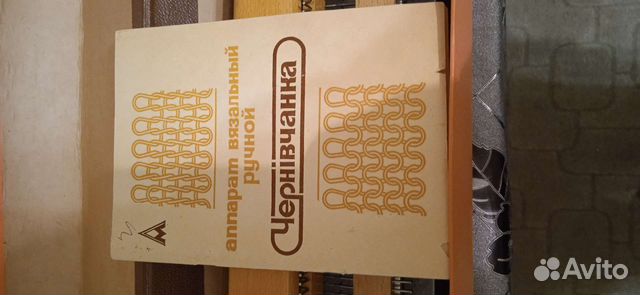 аппарат вязальный
ручной
Чернівчанка
Avito